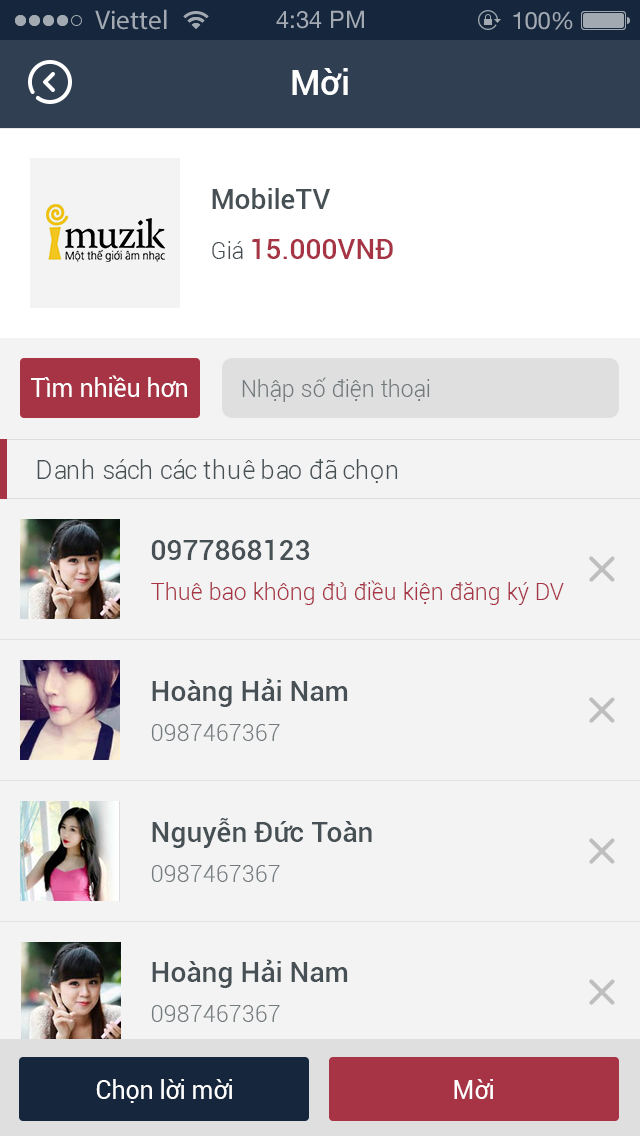 Viettel 4:34 PM 100%
Mời
imuzik
Một thế giới âm nhạc
MobileTV
Giá 15.000VNĐ
Tìm nhiều hơn
Nhập số điện thoại
Danh sách các thuê bao đã chọn
0977868123
Thuê bao không đủ điều kiện đăng ký DV
Hoàng Hải Nam
0987467367
Nguyễn Đức Toàn
0987467367
Hoàng Hải Nam
0987467367
Chọn lời mời
Mời